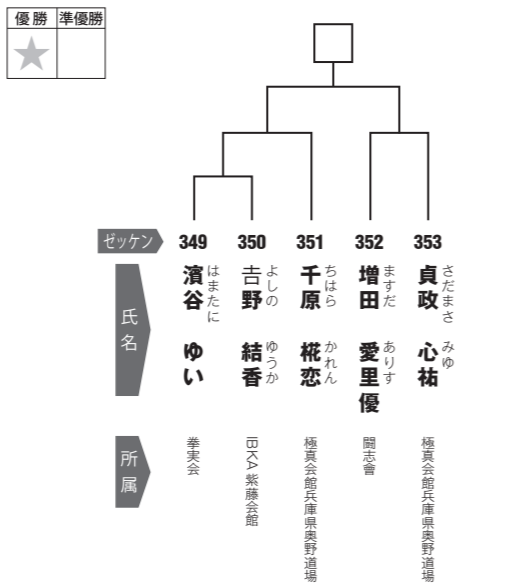 優勝 準優勝
ゼッケン 349 350 351 352 353
氏名
濱谷 ゆい
はまたに
𠮷野 結香
よしの ゆうか
千原 椛恋
ちはら かれん
増田 愛里優
ますだ ありす
貞政 心祐
さだまさ みゆ
所属
拳実会
IBKA 紫藤会館
極真会館兵庫県奥野道場
闘志會
極真会館兵庫県奥野道場